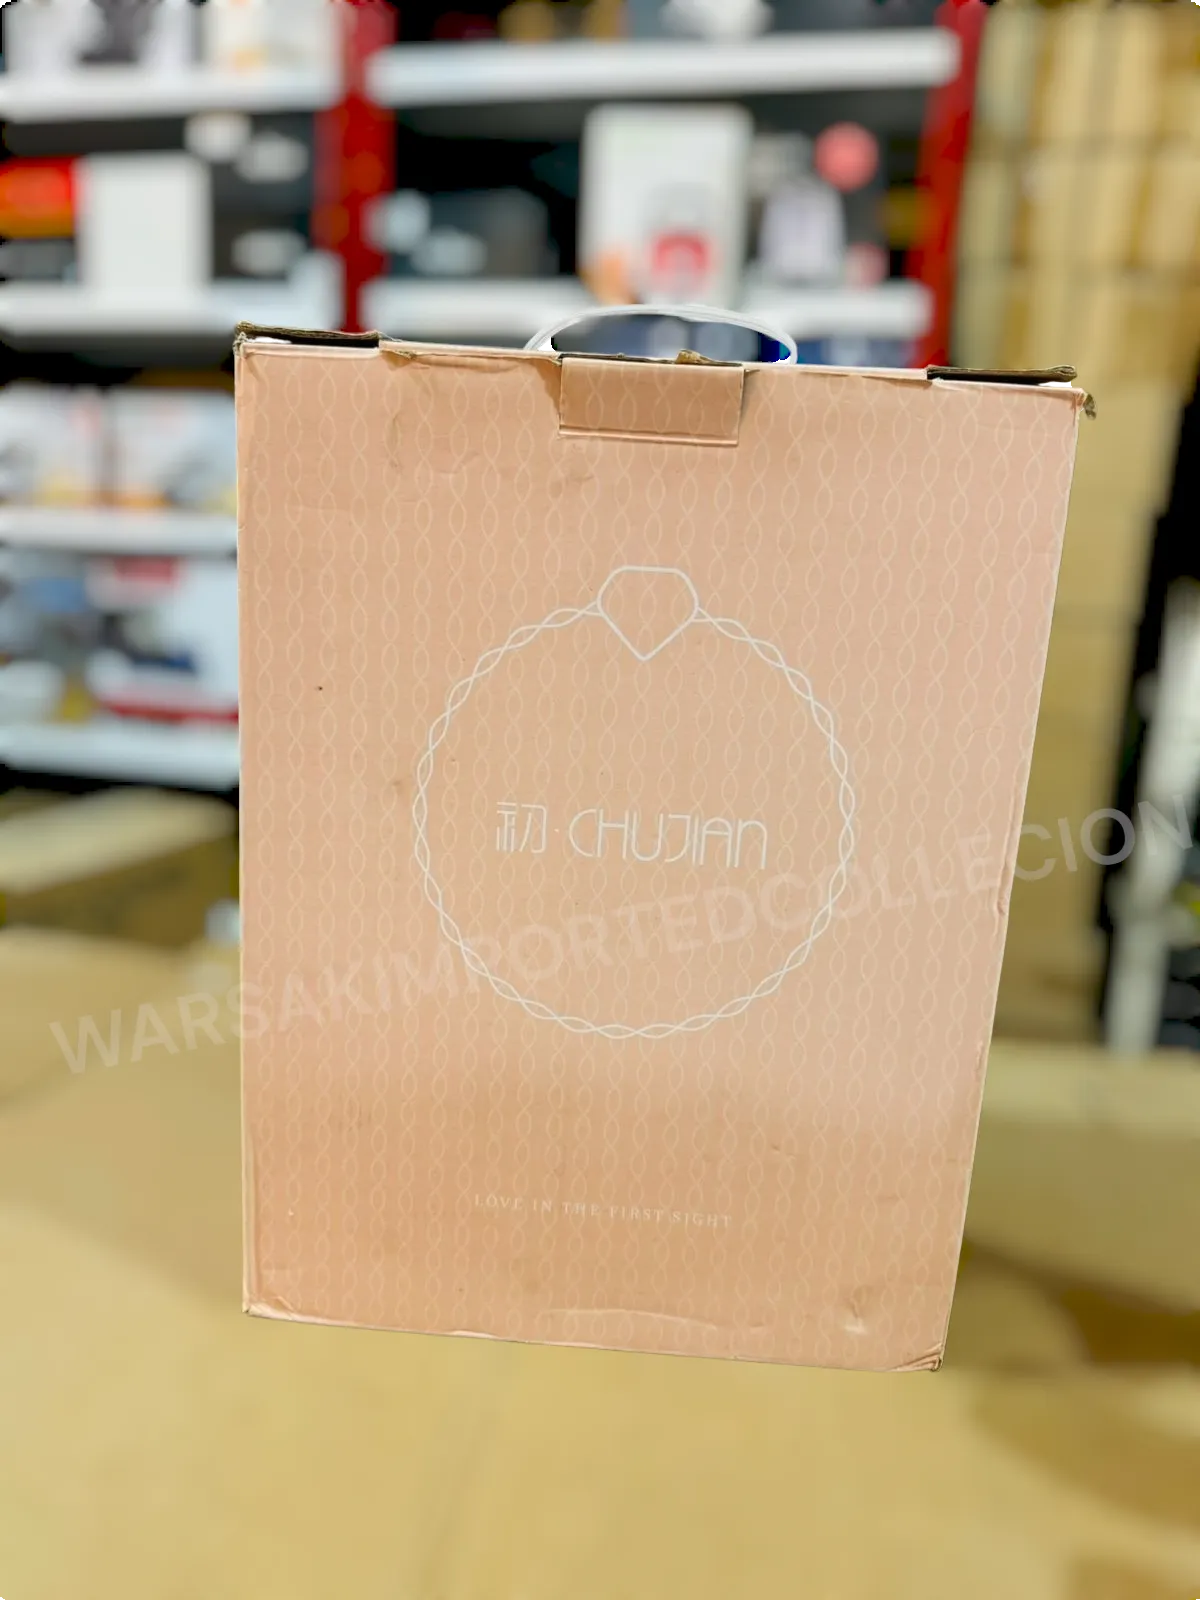 初 CHUJIAN
WARSAKIMPORTEDCOLLECION
LOVE IN THE FIRST SIGHT